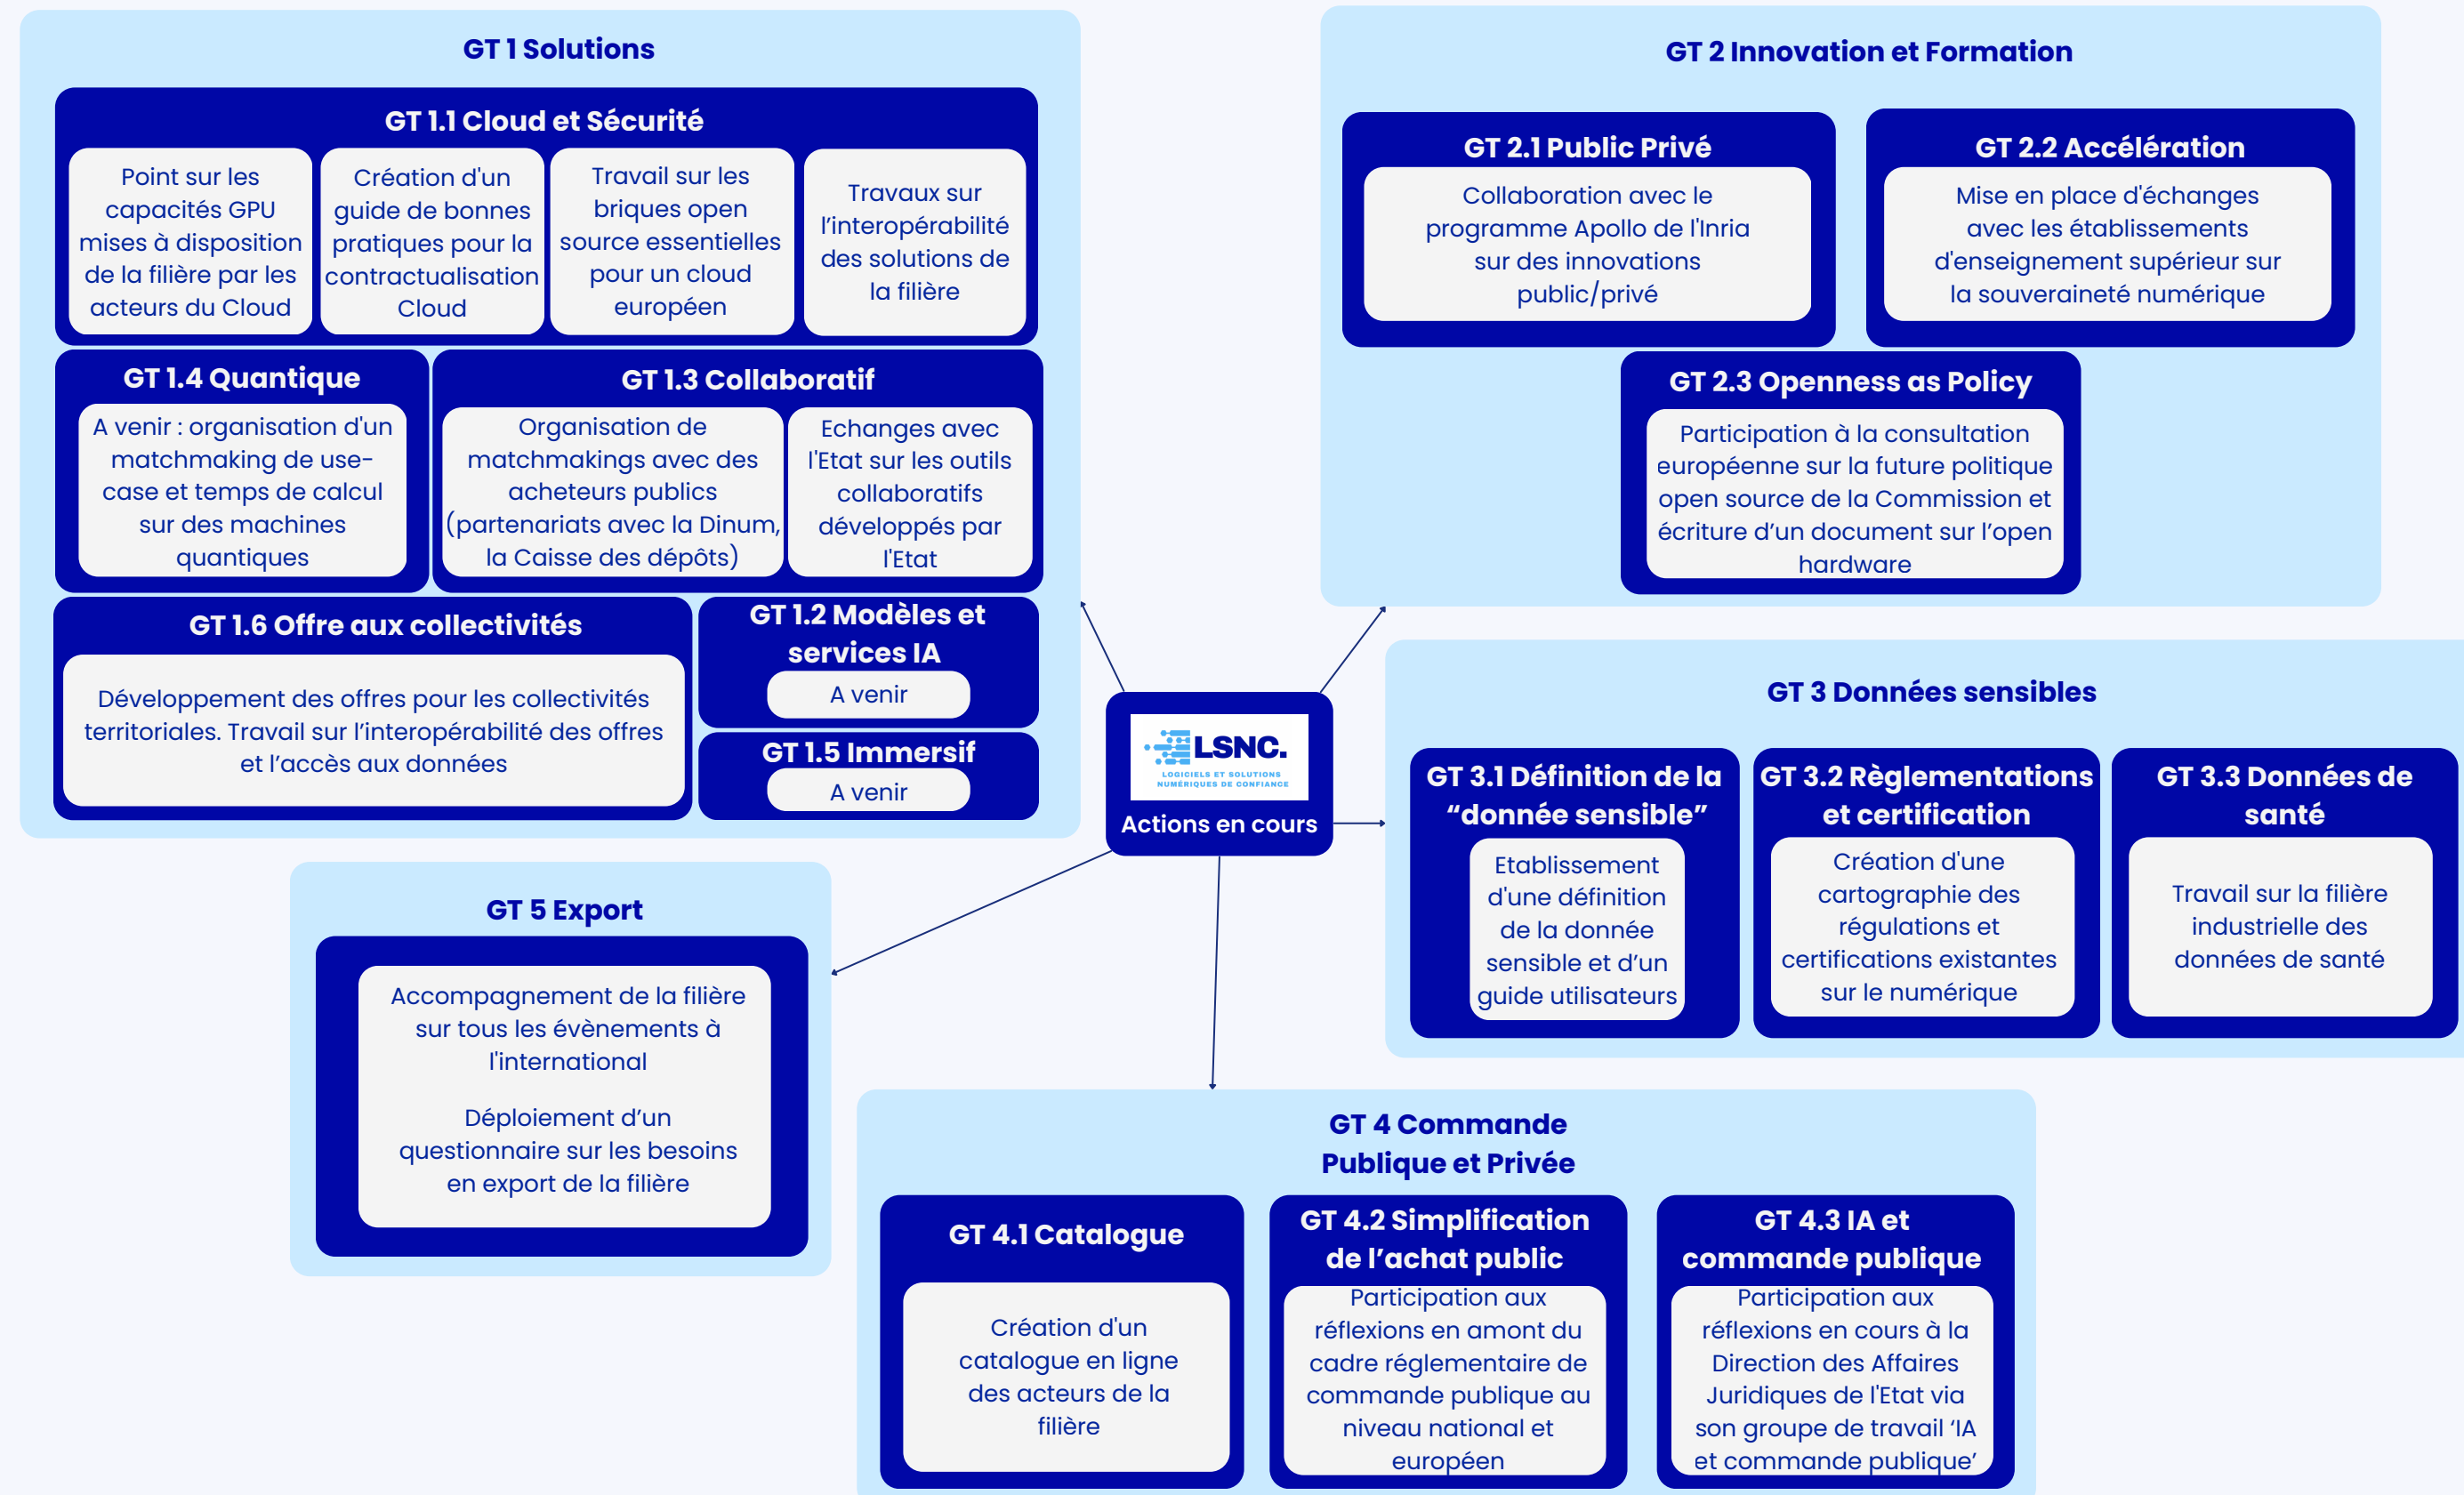 GT 1 Solutions
GT 1.1 Cloud et Sécurité
Point sur les
capacités GPU
mises à disposition
de la filière par les
acteurs du Cloud
Création d'un
guide de bonnes
pratiques pour la
contractualisation
Cloud
Travail sur les
briques open
source essentielles
pour un cloud
européen
Travaux sur
l’interopérabilité
des solutions de
la filière
GT 1.4 Quantique
A venir : organisation d'un
matchmaking de use-
case et temps de calcul
sur des machines
quantiques
GT 1.3 Collaboratif
Organisation de
matchmakings avec des
acheteurs publics
(partenariats avec la Dinum,
la Caisse des dépôts)
Echanges avec
l'Etat sur les outils
collaboratifs
développés par
l'Etat
GT 1.6 Offre aux collectivités
Développement des offres pour les collectivités
territoriales. Travail sur l’interopérabilité des offres
et l’accès aux données
GT 1.2 Modèles et
services IA
A venir
GT 1.5 Immersif
A venir
GT 2 Innovation et Formation
GT 2.1 Public Privé
Collaboration avec le
programme Apollo de l'Inria
sur des innovations
public/privé
GT 2.2 Accélération
Mise en place d'échanges
avec les établissements
d'enseignement supérieur sur
la souveraineté numérique
GT 2.3 Openness as Policy
Participation à la consultation
européenne sur la future politique
open source de la Commission et
écriture d’un document sur l’open
hardware
LSNC.
LOGICIELS ET SOLUTIONS
NUMÉRIQUES DE CONFIANCE
Actions en cours
GT 3 Données sensibles
GT 3.1 Définition de la
“donnée sensible”
Etablissement
d'une définition
de la donnée
sensible et d’un
guide utilisateurs
GT 3.2 Règlementations
et certification
Création d'une
cartographie des
régulations et
certifications existantes
sur le numérique
GT 3.3 Données de
santé
Travail sur la filière
industrielle des
données de santé
GT 5 Export
Accompagnement de la filière
sur tous les évènements à
l'international
Déploiement d’un
questionnaire sur les besoins
en export de la filière
GT 4 Commande
Publique et Privée
GT 4.1 Catalogue
Création d'un
catalogue en ligne
des acteurs de la
filière
GT 4.2 Simplification
de l’achat public
Participation aux
réflexions en amont du
cadre réglementaire de
commande publique au
niveau national et
européen
GT 4.3 IA et
commande publique
Participation aux
réflexions en cours à la
Direction des Affaires
Juridiques de l'Etat via
son groupe de travail ‘IA
et commande publique’